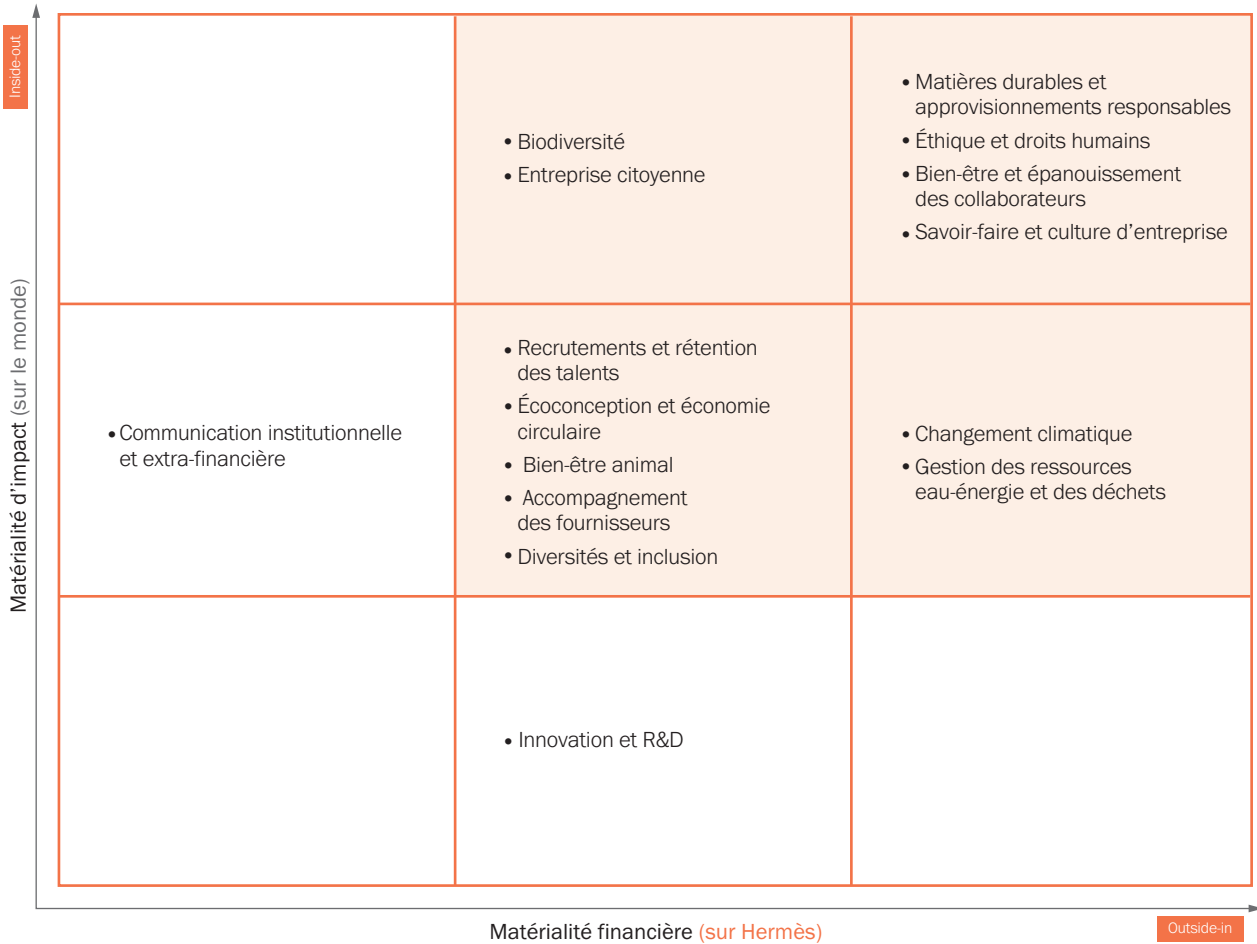 Inside-out
Matérialité d'impact (sur le monde)
• Biodiversité
• Entreprise citoyenne
• Matières durables et
approvisionnements responsables
• Éthique et droits humains
• Bien-être et épanouissement
des collaborateurs
• Savoir-faire et culture d'entreprise
• Communication institutionnelle
et extra-financière
• Recrutements et rétention
des talents
• Écoconception et économie
circulaire
• Bien-être animal
• Accompagnement
des fournisseurs
• Diversités et inclusion
• Changement climatique
• Gestion des ressources
eau-énergie et des déchets
• Innovation et R&D
Matérialité financière (sur Hermès)
Outside-in